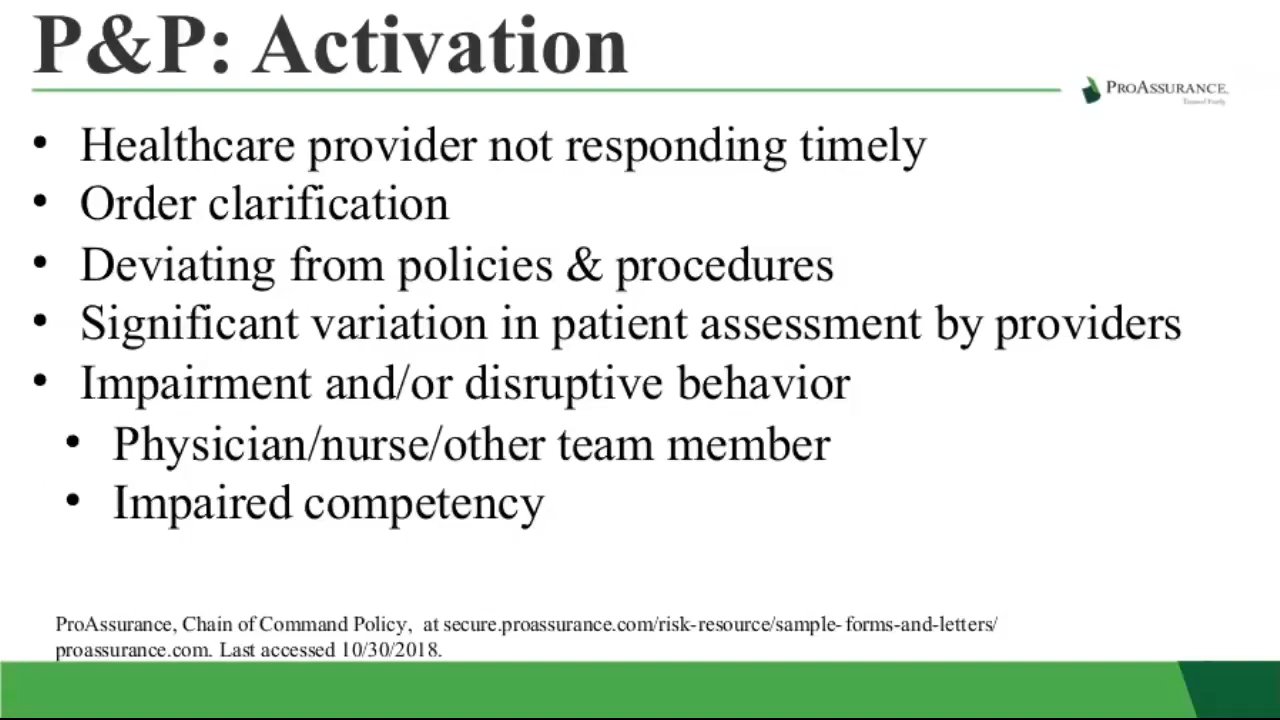 P&P: Activation
PROASSURANCE
• Healthcare provider not responding timely
• Order clarification
• Deviating from policies & procedures
• Significant variation in patient assessment by providers
• Impairment and/or disruptive behavior
• Physician/nurse/other team member
• Impaired competency
ProAssurance, Chain of Command Policy, at secure.proassurance.com/risk-resource/sample-forms-and-letters/
proassurance.com. Last accessed 10/30/2018.